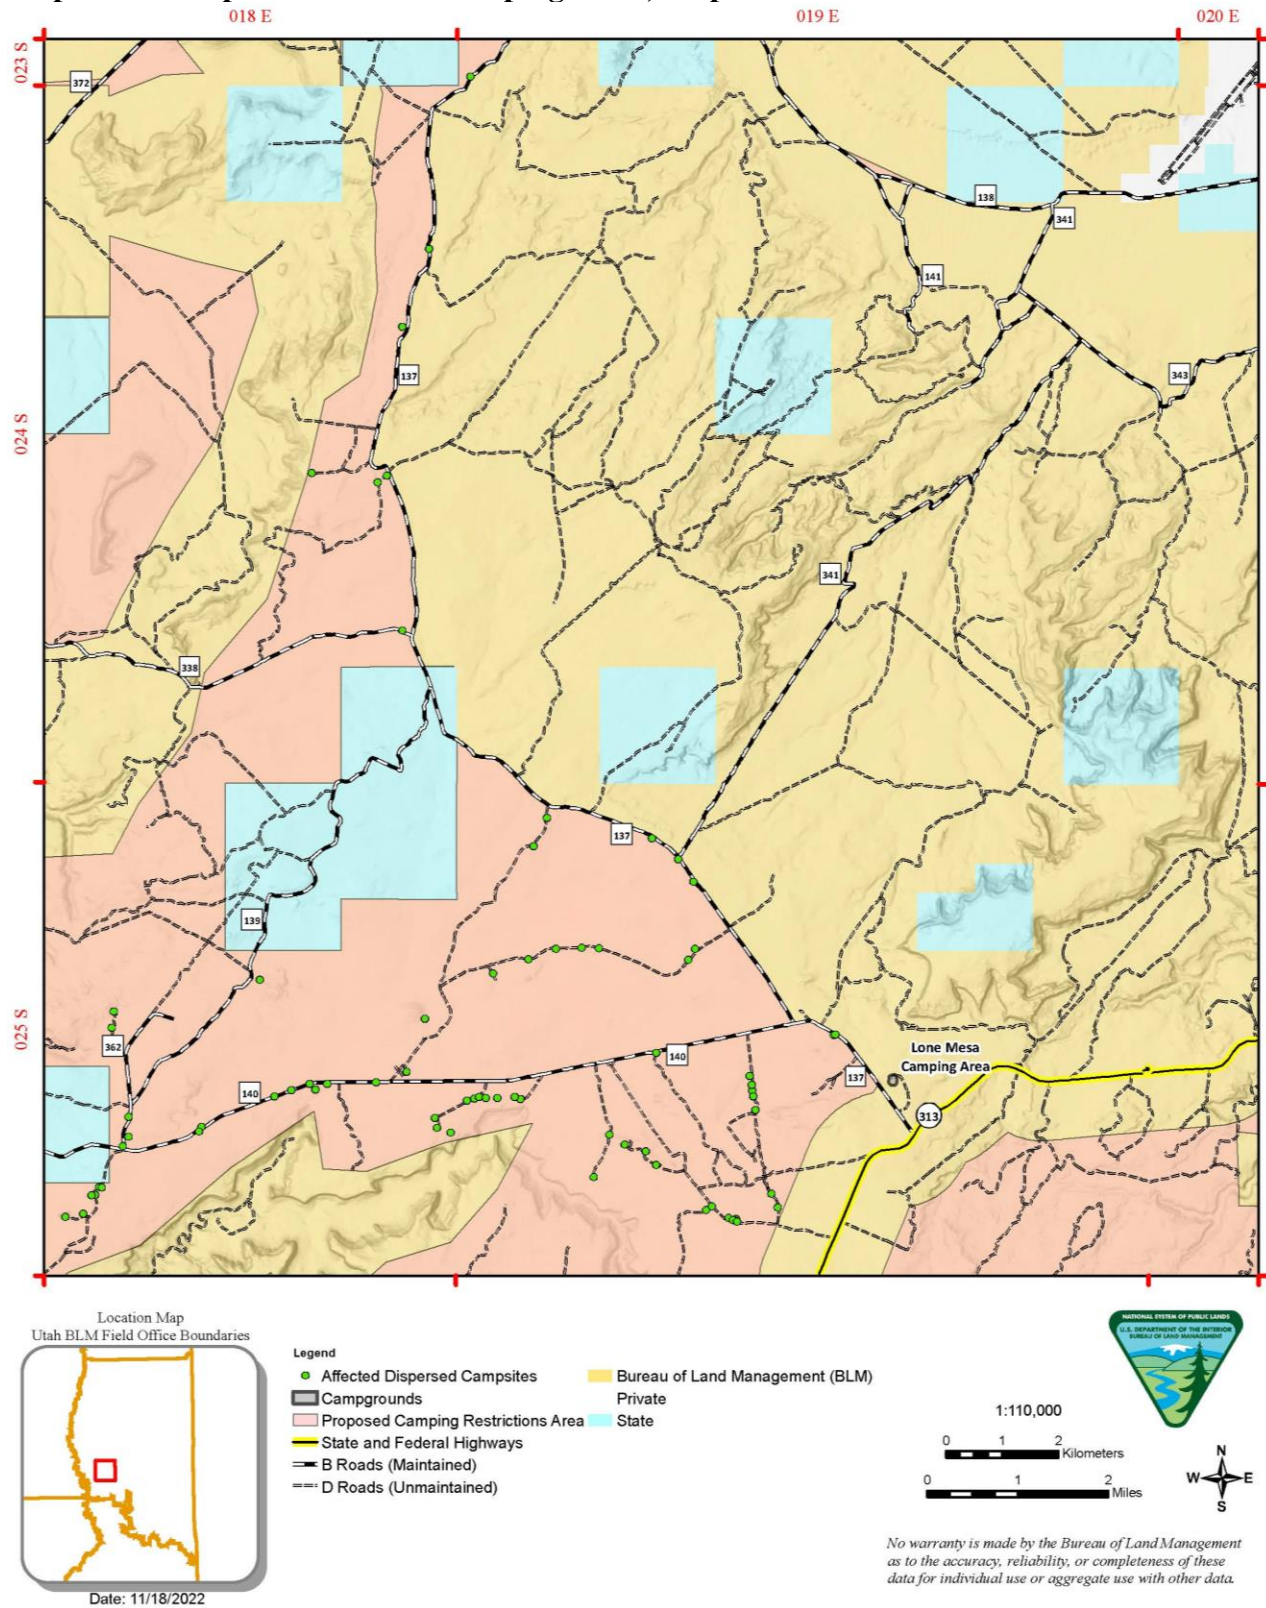 018 E
019 E
020 E
023 S
372
138
341
141
137
343
024 S
341
338
137
139
025 S
362
140
140
137
Lone Mesa
Camping Area
313
Location Map
Utah BLM Field Office Boundaries
Date: 11/18/2022
Legend
Affected Dispersed Campsites
Campgrounds
Proposed Camping Restrictions Area
State and Federal Highways
B Roads (Maintained)
D Roads (Unmaintained)
Bureau of Land Management (BLM)
Private
State
NATIONAL SYSTEM OF PUBLIC LANDS
U.S. DEPARTMENT OF THE INTERIOR
BUREAU OF LAND MANAGEMENT
1:110,000
0 1 2
Kilometers
0 1 2
Miles
N
W E
S
No warranty is made by the Bureau of Land Management
as to the accuracy, reliability, or completeness of these
data for individual use or aggregate use with other data.